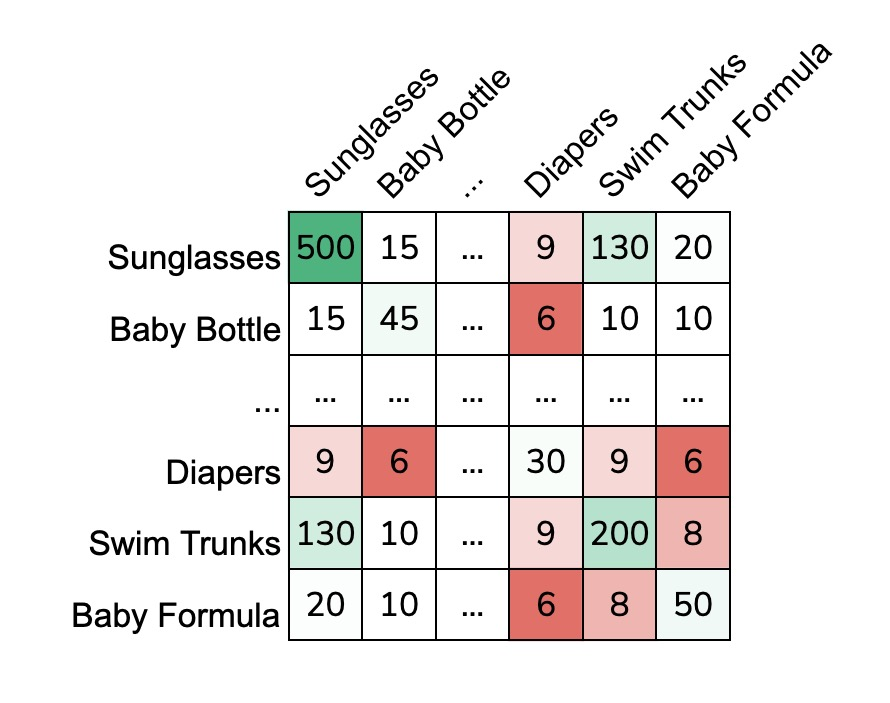 Sunglasses Baby Bottle ... Diapers Swim Trunks Baby Formula
Sunglasses 500 15 ... 9 130 20
Baby Bottle 15 45 ... 6 10 10
... ... ... ... ... ... ...
Diapers 9 6 ... 30 9 6
Swim Trunks 130 10 ... 9 200 8
Baby Formula 20 10 ... 6 8 50